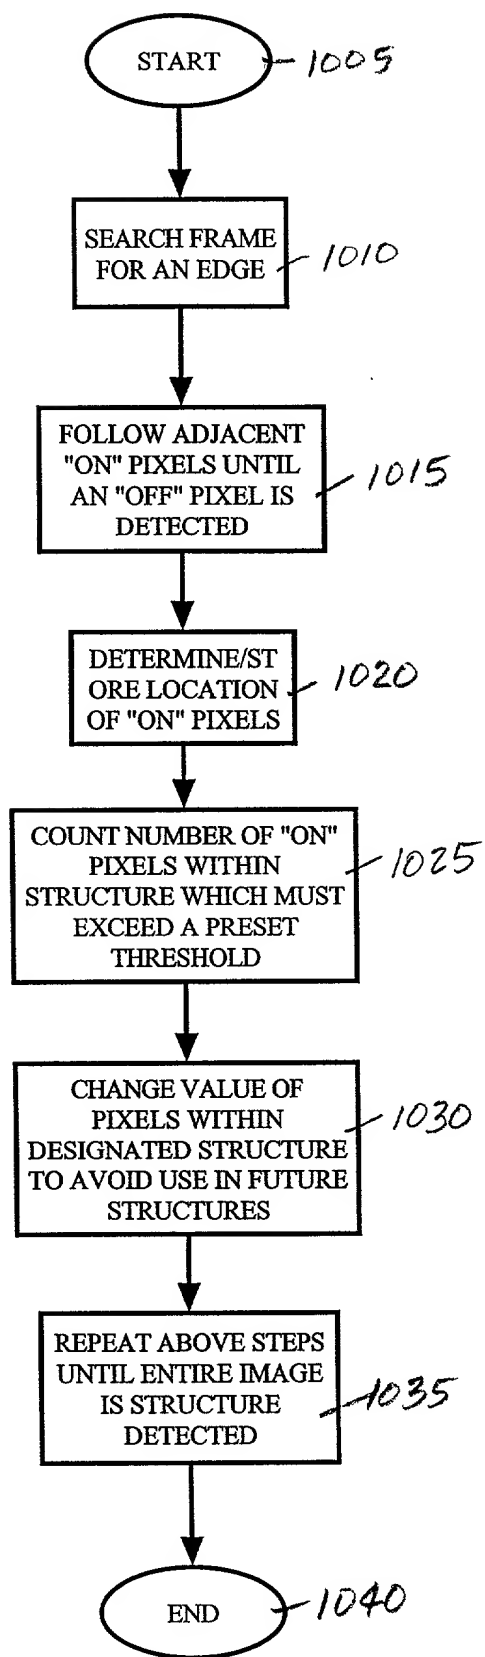 START
1005
SEARCH FRAME
FOR AN EDGE
1010
FOLLOW ADJACENT
"ON" PIXELS UNTIL
AN "OFF" PIXEL IS
DETECTED
1015
DETERMINE/ST
ORE LOCATION
OF "ON" PIXELS
1020
COUNT NUMBER OF "ON"
PIXELS WITHIN
STRUCTURE WHICH MUST
EXCEED A PRESET
THRESHOLD
1025
CHANGE VALUE OF
PIXELS WITHIN
DESIGNATED STRUCTURE
TO AVOID USE IN FUTURE
STRUCTURES
1030
REPEAT ABOVE STEPS
UNTIL ENTIRE IMAGE
IS STRUCTURE
DETECTED
1035
END
1040